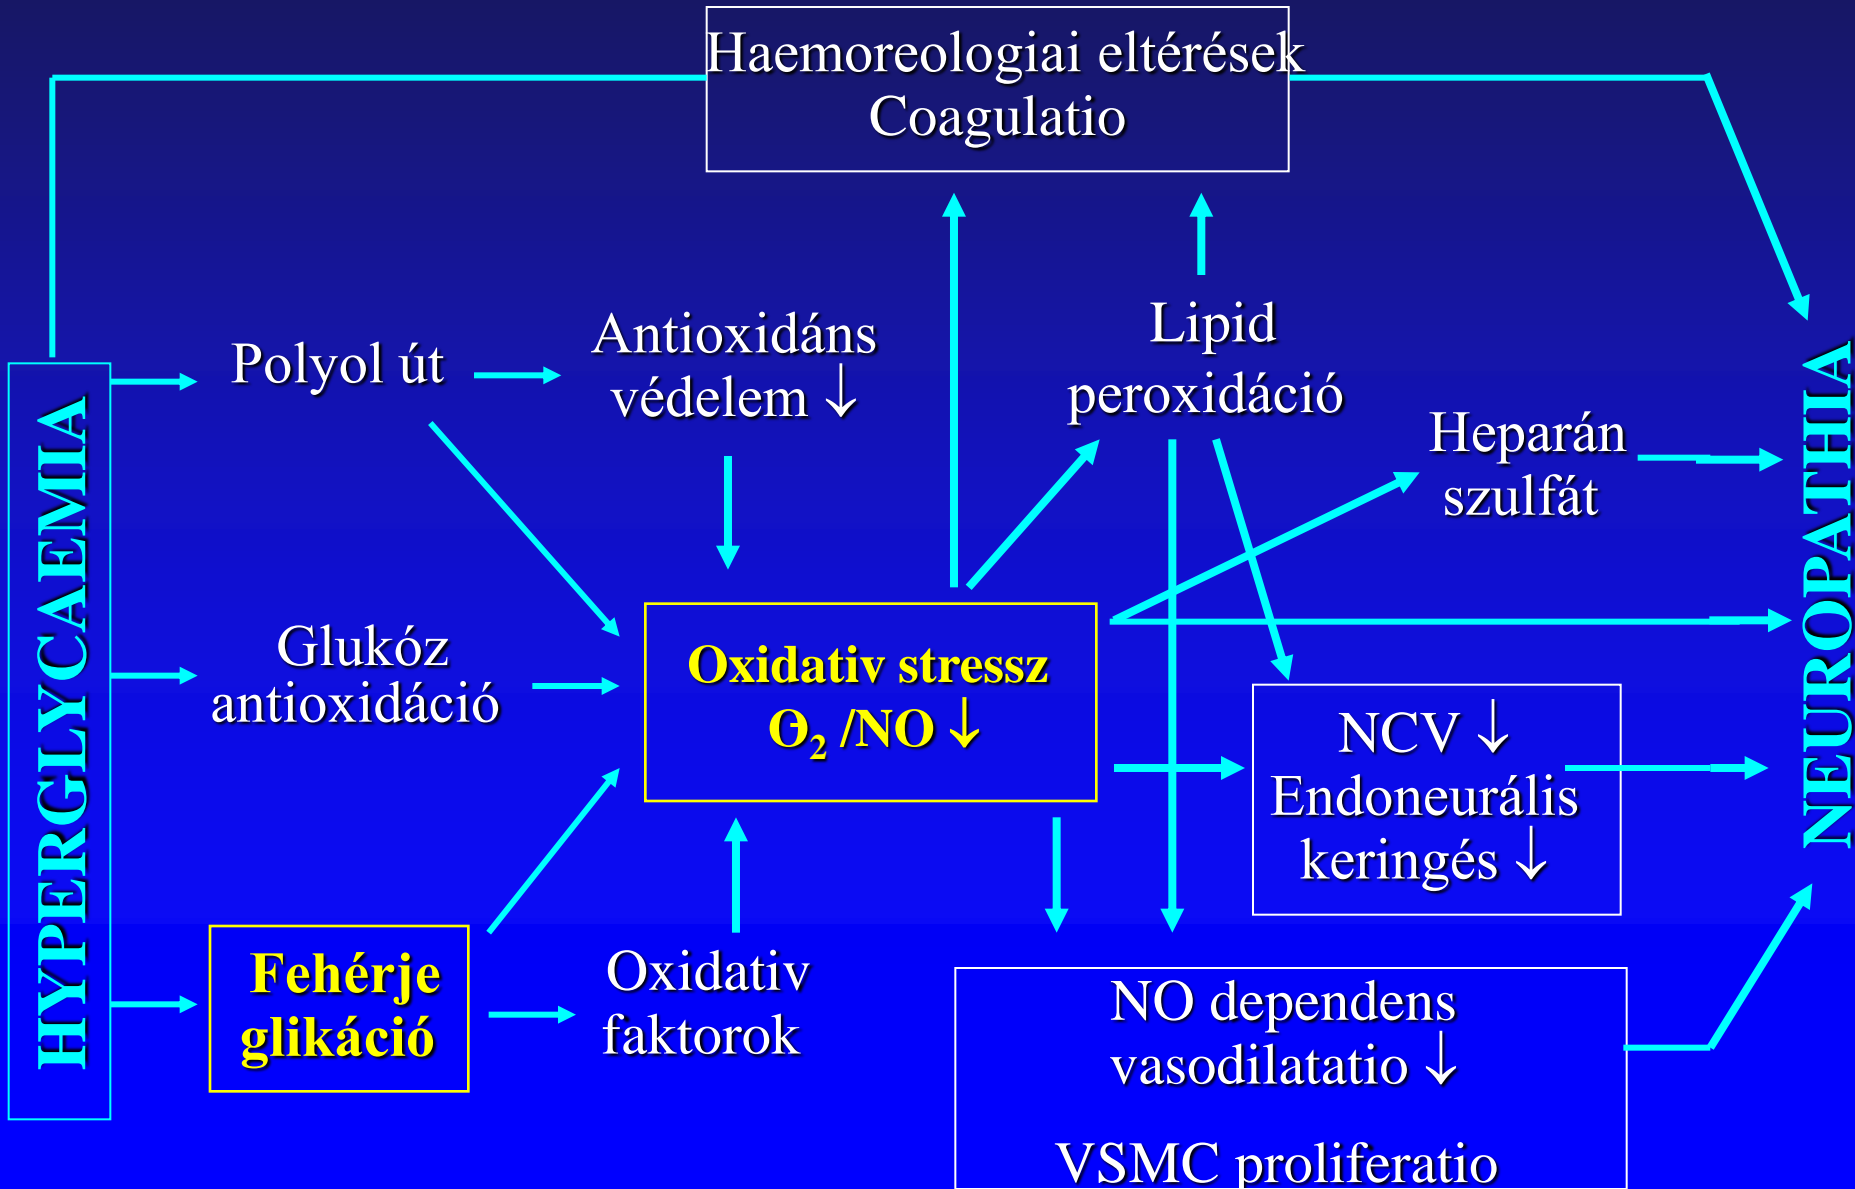 Haemoreologiai eltérések
Coagulatio
HYPERGLYCAEMIA
Polyol út
Antioxidáns
védelem ↓
Lipid
peroxidáció
Heparán
szulfát
NEUROPATHIA
Glukóz
antioxidáció
Oxidativ stressz
O₂⁻/NO ↓
NCV ↓
Endoneurális
keringés ↓
Fehérje
glikáció
Oxidativ
faktorok
NO dependens
vasodilatatio ↓
VSMC proliferatio